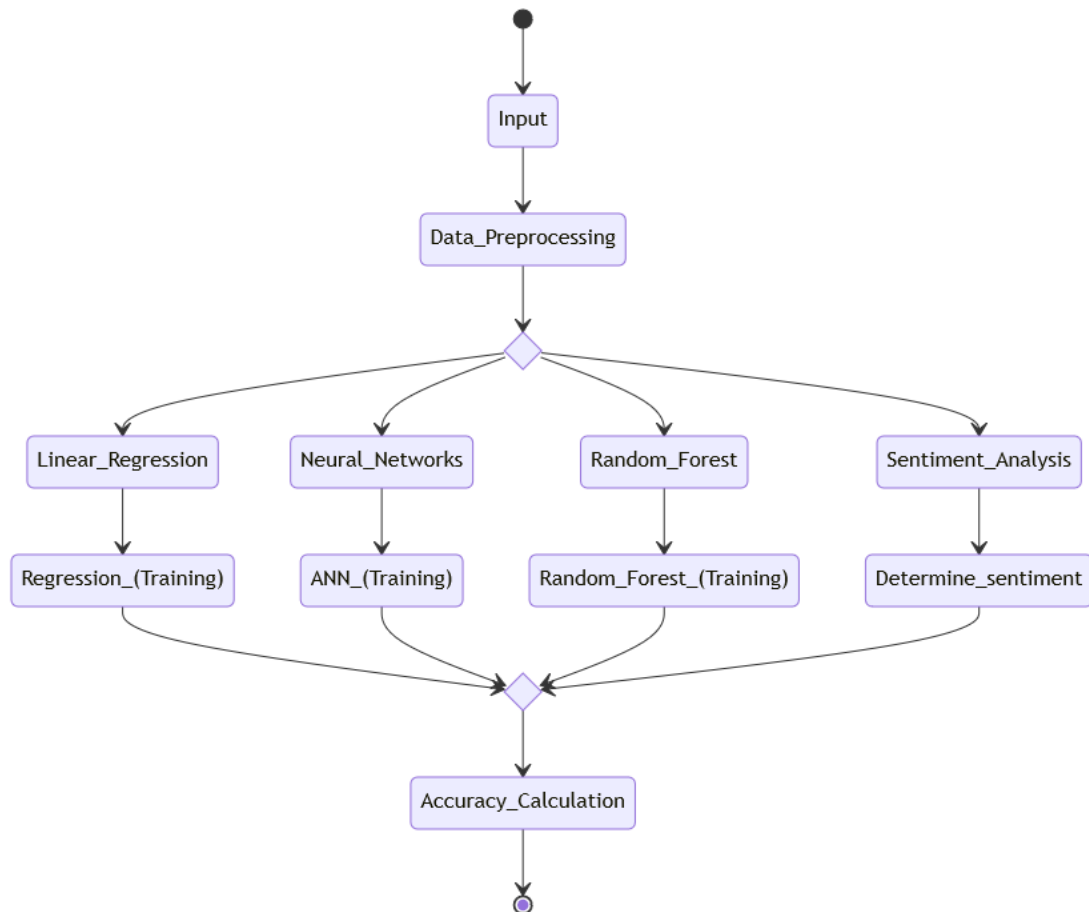 Input
Data_Preprocessing
Linear_Regression
Neural_Networks
Random_Forest
Sentiment_Analysis
Regression_(Training)
ANN_(Training)
Random_Forest_(Training)
Determine_sentiment
Accuracy_Calculation